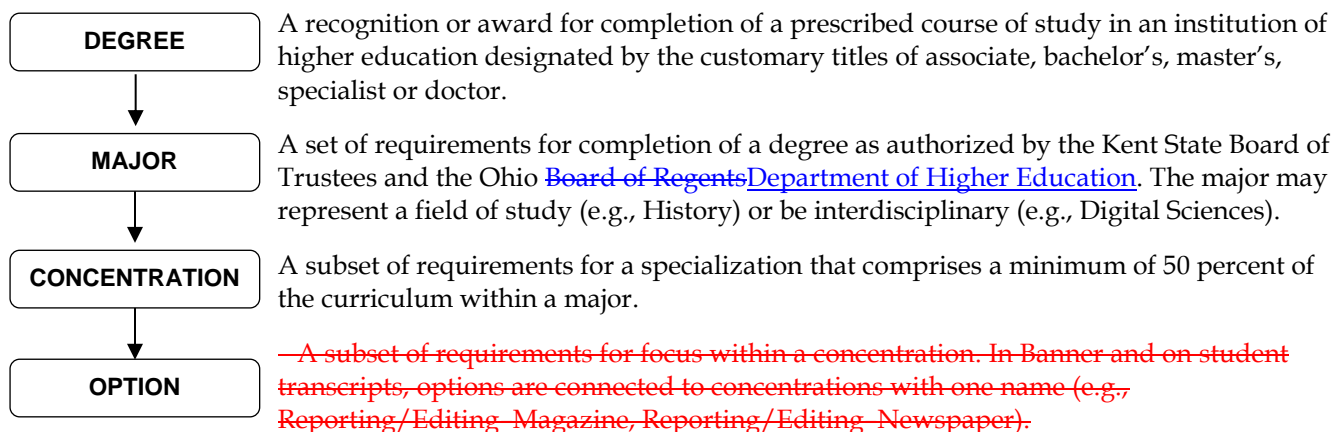 DEGREE
A recognition or award for completion of a prescribed course of study in an institution of
higher education designated by the customary titles of associate, bachelor’s, master’s,
specialist or doctor.
MAJOR
A set of requirements for completion of a degree as authorized by the Kent State Board of
Trustees and the Ohio Board of RegentsDepartment of Higher Education. The major may
represent a field of study (e.g., History) or be interdisciplinary (e.g., Digital Sciences).
CONCENTRATION
A subset of requirements for a specialization that comprises a minimum of 50 percent of
the curriculum within a major.
OPTION
A subset of requirements for focus within a concentration. In Banner and on student
transcripts, options are connected to concentrations with one name (e.g.,
Reporting/Editing–Magazine, Reporting/Editing–Newspaper).